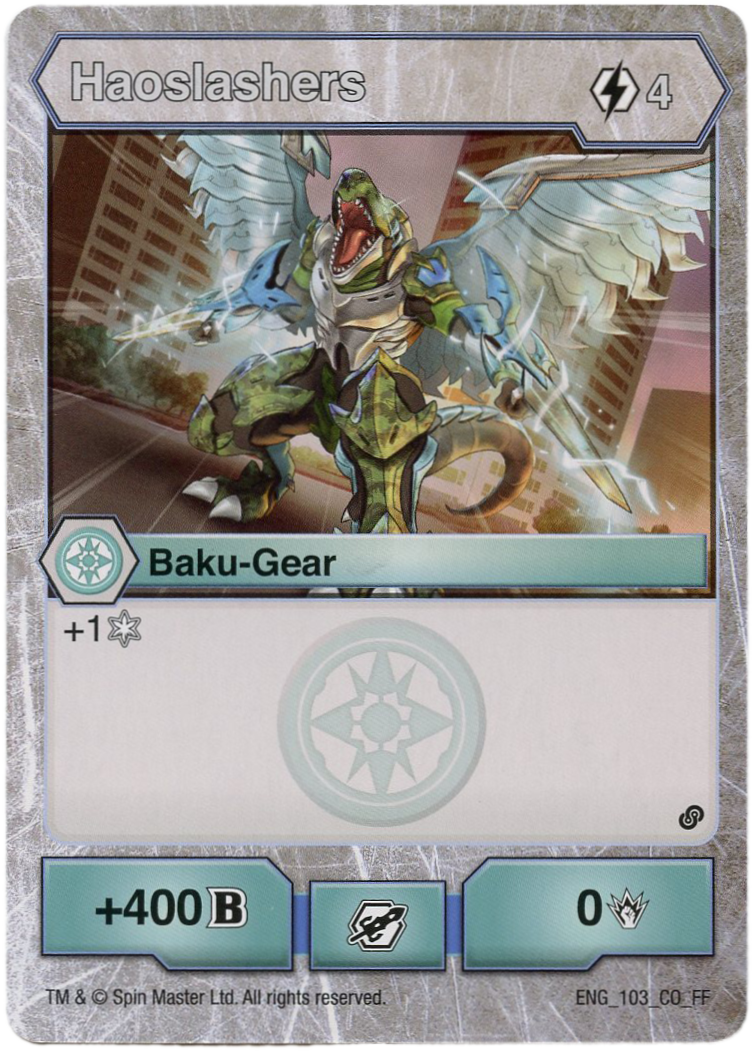 Haoslashers
4
Baku-Gear
+1
+400 B
0
TM & © Spin Master Ltd. All rights reserved.
ENG_103_CO_FF